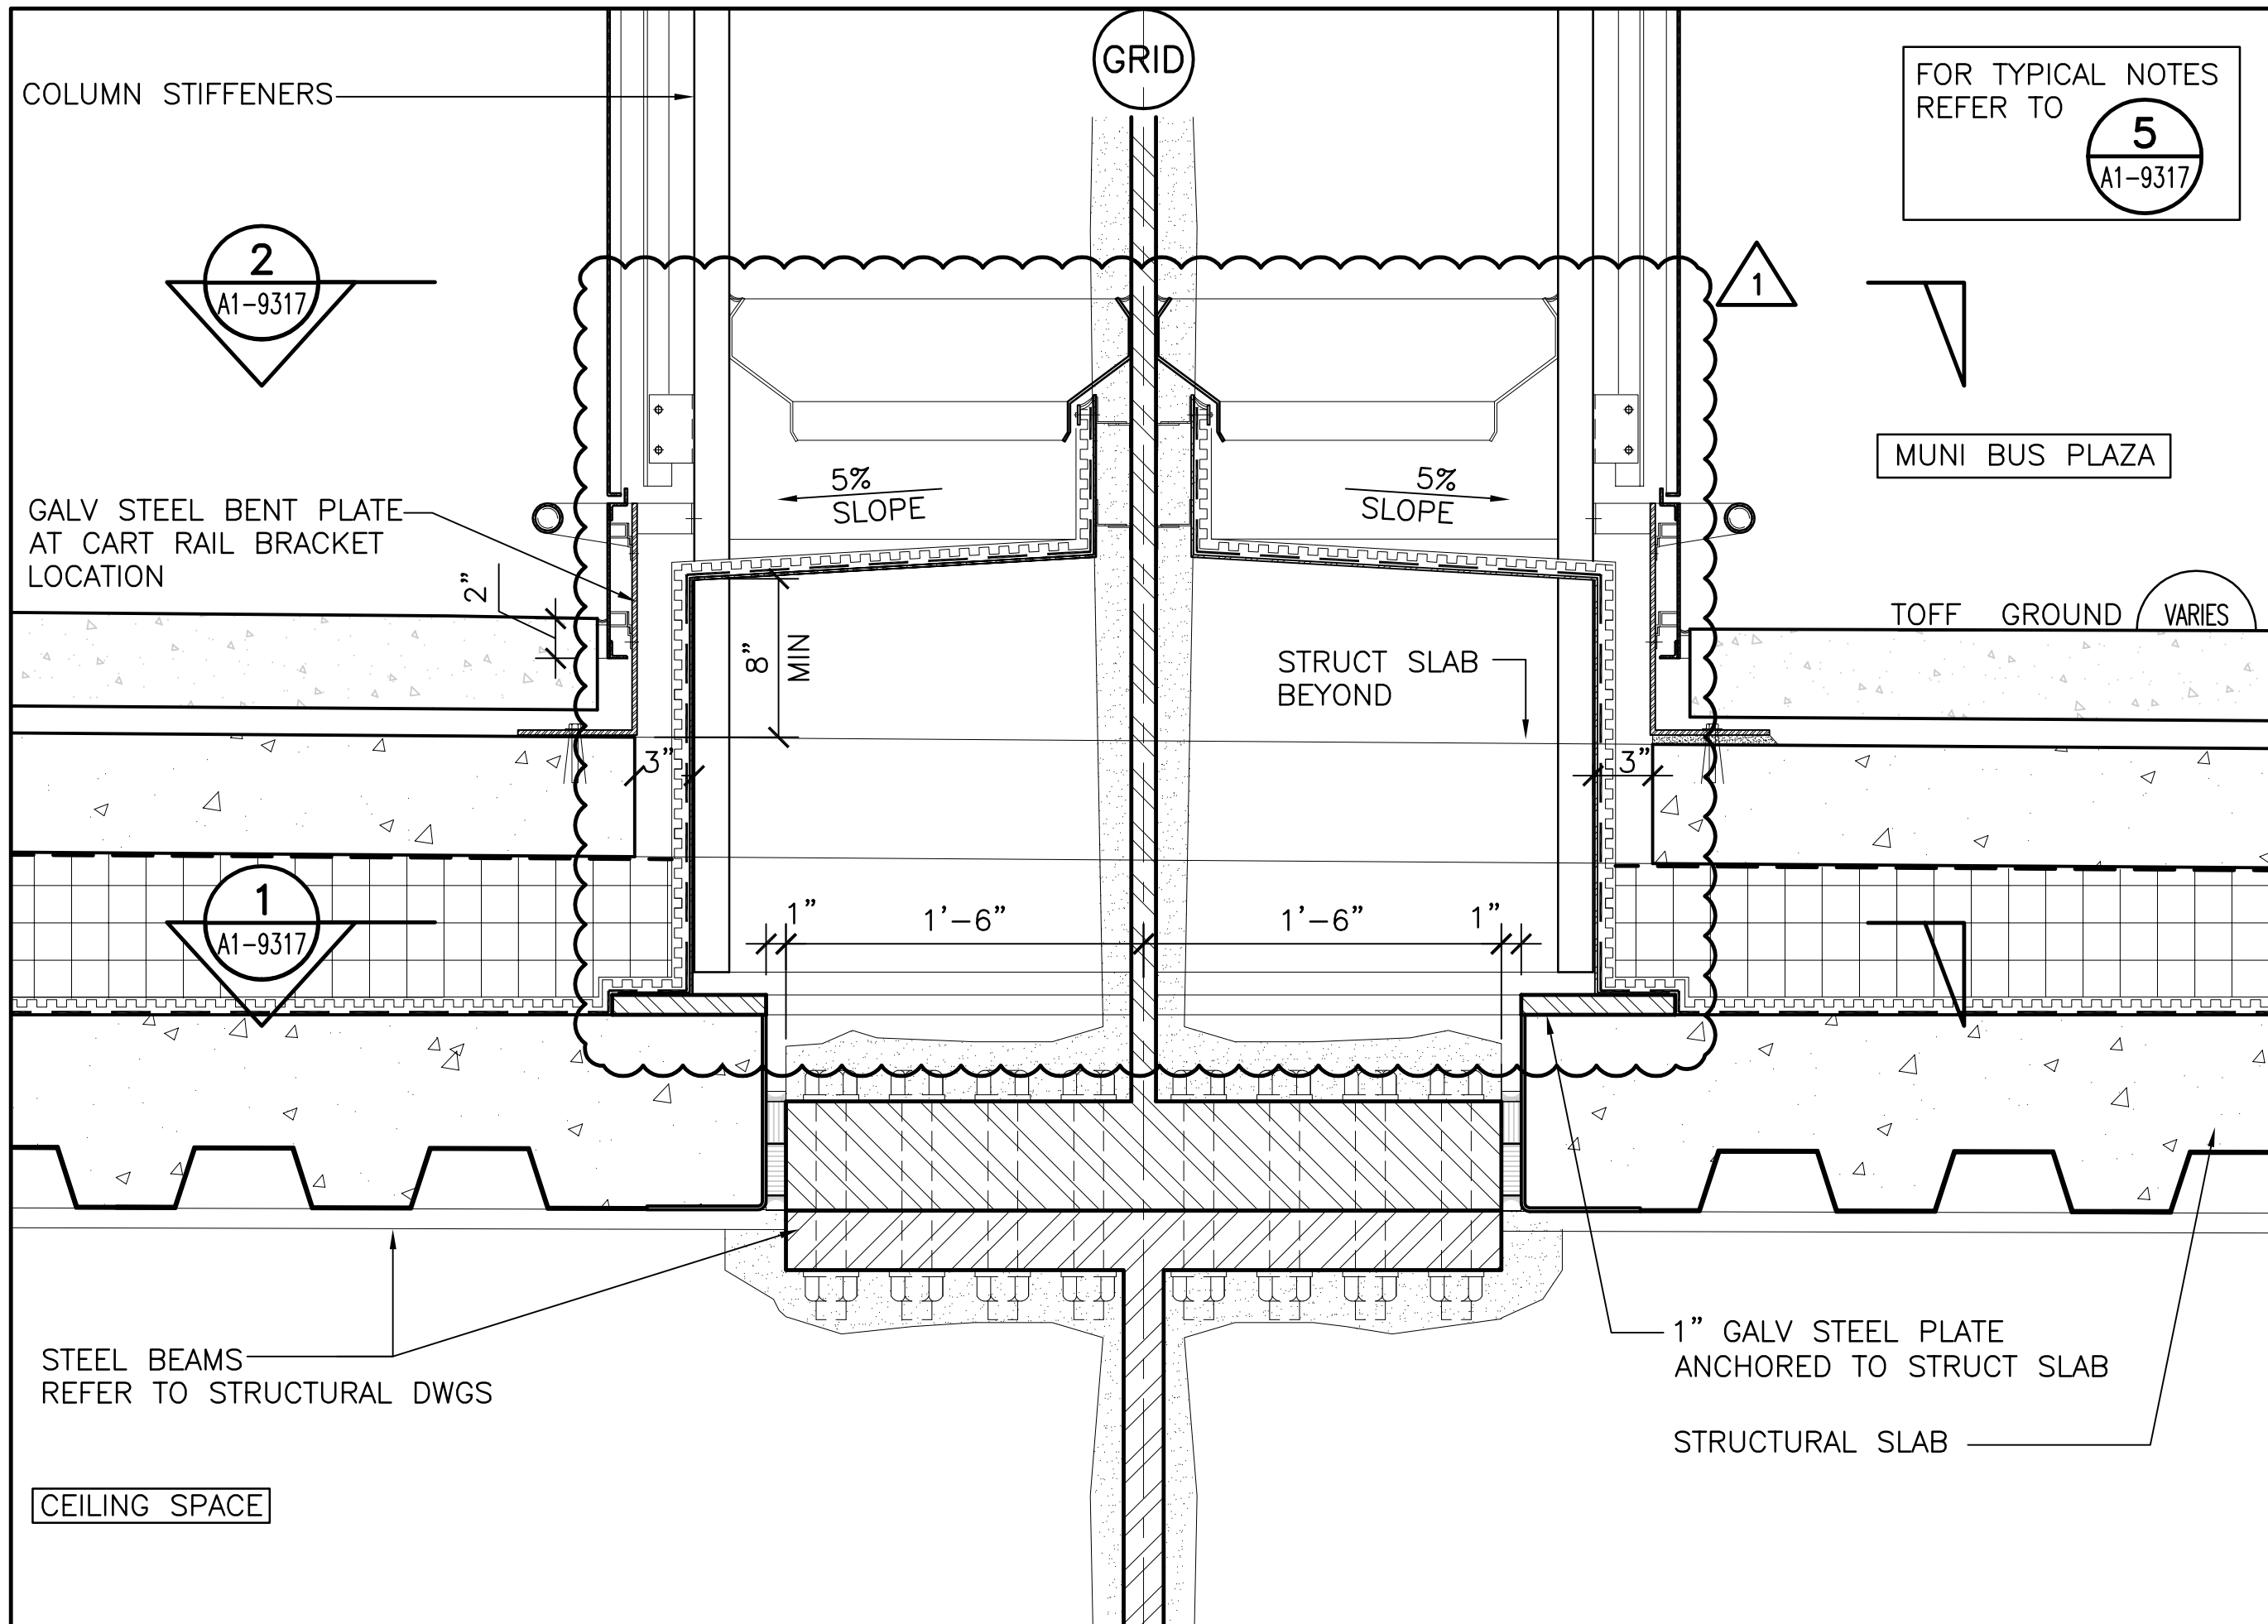 GRID
COLUMN STIFFENERS
FOR TYPICAL NOTES
REFER TO
5
A1-9317
2
A1-9317
1
MUNI BUS PLAZA
5%
SLOPE
5%
SLOPE
GALV STEEL BENT PLATE
AT CART RAIL BRACKET
LOCATION
2"
TOFF GROUND
VARIES
8"
MIN
STRUCT SLAB
BEYOND
3"
3"
1
A1-9317
1"
1'-6"
1'-6"
1"
STEEL BEAMS
REFER TO STRUCTURAL DWGS
1" GALV STEEL PLATE
ANCHORED TO STRUCT SLAB
STRUCTURAL SLAB
CEILING SPACE